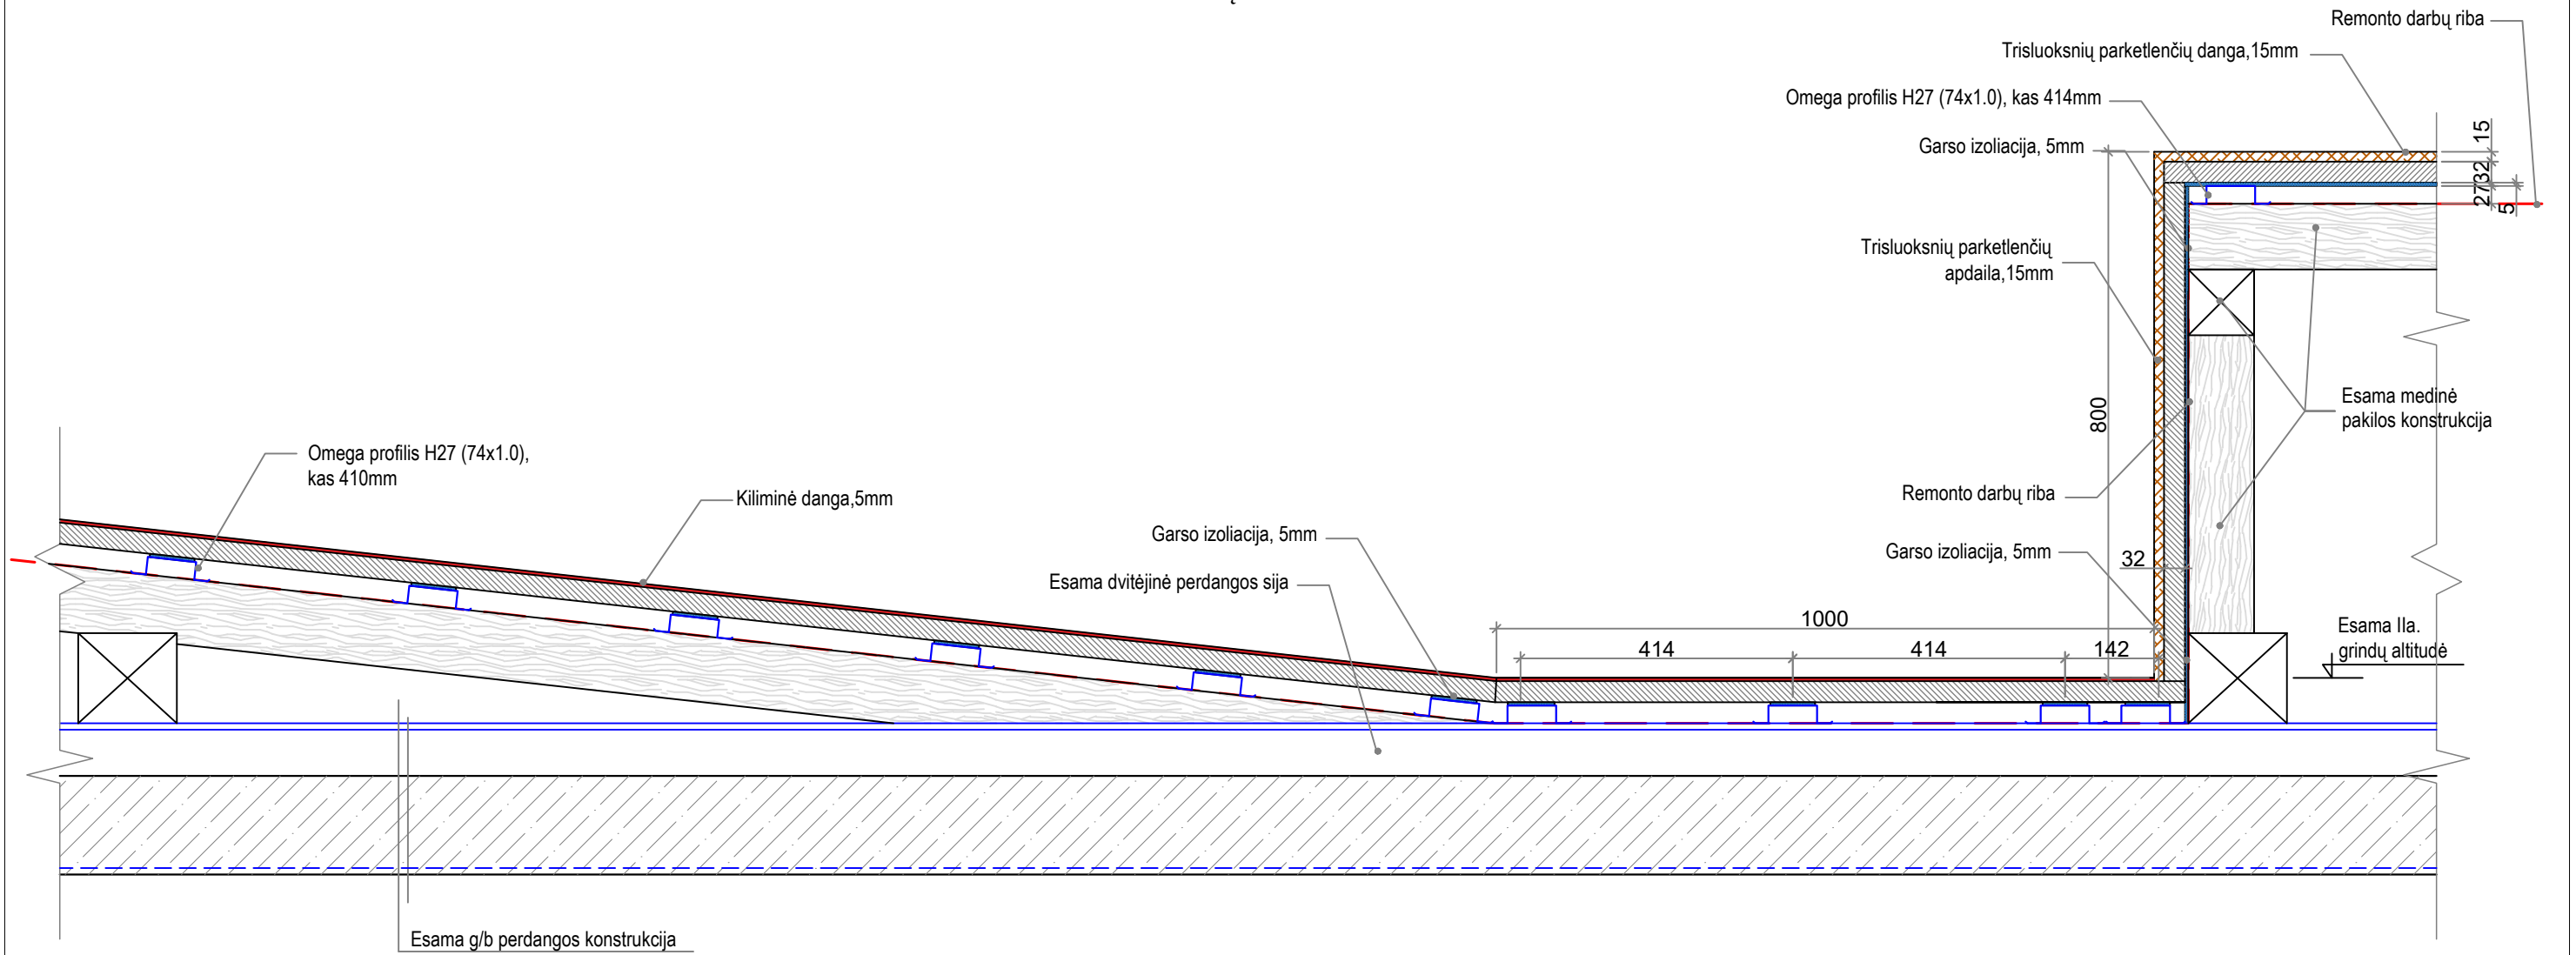 Remonto darbų riba
Trisluoksnių parketlenčių danga,15mm
Omega profilis H27 (74x1.0), kas 414mm
Garso izoliacija, 5mm
15
32
27
5
Trisluoksnių parketlenčių
apdaila,15mm
800
Esama medinė
pakilos konstrukcija
Omega profilis H27 (74x1.0),
kas 410mm
Kiliminė danga,5mm
Remonto darbų riba
Garso izoliacija, 5mm
Garso izoliacija, 5mm
32
Esama dvitėjinė perdangos sija
1000
414
414
142
Esama IIa.
grindų altitudė
Esama g/b perdangos konstrukcija